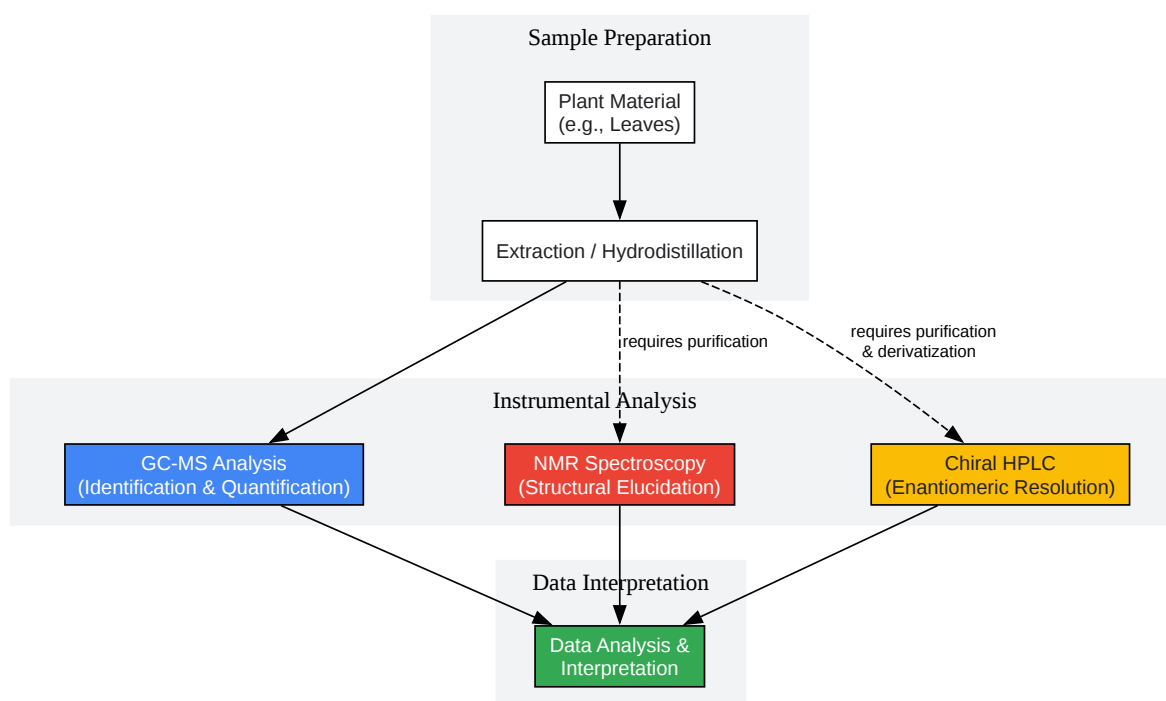 Sample Preparation
Plant Material
(e.g., Leaves)
Extraction / Hydrodistillation
requires purification
requires purification
& derivatization
Instrumental Analysis
GC-MS Analysis
(Identification & Quantification)
NMR Spectroscopy
(Structural Elucidation)
Chiral HPLC
(Enantiomeric Resolution)
Data Interpretation
Data Analysis &
Interpretation